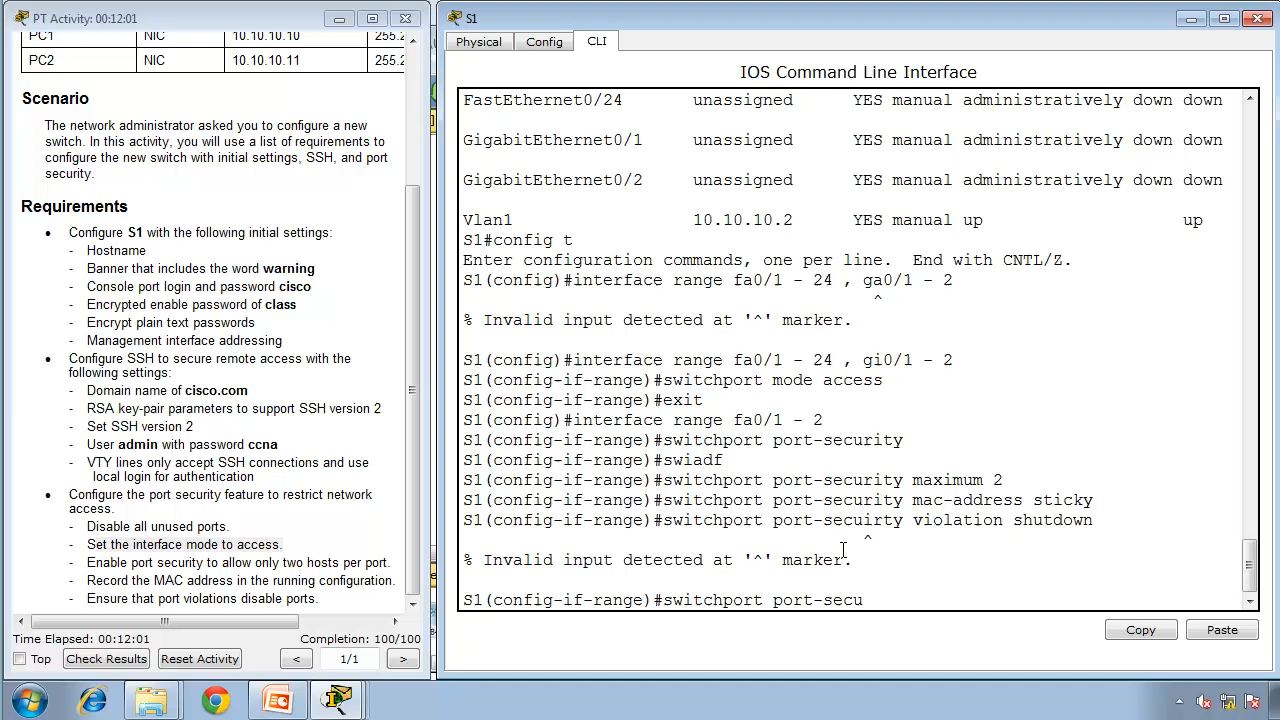 PT Activity: 00:12:01
PC1 NIC 10.10.10.10 255.2
PC2 NIC 10.10.10.11 255.2
Scenario
The network administrator asked you to configure a new
switch. In this activity, you will use a list of requirements to
configure the new switch with initial settings, SSH, and port
security.
Requirements
• Configure S1 with the following initial settings:
- Hostname
- Banner that includes the word warning
- Console port login and password cisco
- Encrypted enable password of class
- Encrypt plain text passwords
- Management interface addressing
• Configure SSH to secure remote access with the
following settings:
- Domain name of cisco.com
- RSA key-pair parameters to support SSH version 2
- Set SSH version 2
- User admin with password ccna
- VTY lines only accept SSH connections and use
local login for authentication
• Configure the port security feature to restrict network
access.
- Disable all unused ports.
- Set the interface mode to access.
- Enable port security to allow only two hosts per port.
- Record the MAC address in the running configuration.
- Ensure that port violations disable ports.
Time Elapsed: 00:12:01 Completion: 100/100
Top Check Results Reset Activity < 1/1 >
S1
Physical Config CLI
IOS Command Line Interface
FastEthernet0/24 unassigned YES manual administratively down down
GigabitEthernet0/1 unassigned YES manual administratively down down
GigabitEthernet0/2 unassigned YES manual administratively down down
Vlan1 10.10.10.2 YES manual up up
S1#config t
Enter configuration commands, one per line. End with CNTL/Z.
S1(config)#interface range fa0/1 - 24 , ga0/1 - 2
^
% Invalid input detected at '^' marker.
S1(config)#interface range fa0/1 - 24 , gi0/1 - 2
S1(config-if-range)#switchport mode access
S1(config-if-range)#exit
S1(config)#interface range fa0/1 - 2
S1(config-if-range)#switchport port-security
S1(config-if-range)#swiadf
S1(config-if-range)#switchport port-security maximum 2
S1(config-if-range)#switchport port-security mac-address sticky
S1(config-if-range)#switchport port-secuirty violation shutdown
^
% Invalid input detected at '^' marker.
S1(config-if-range)#switchport port-secu
Copy Paste